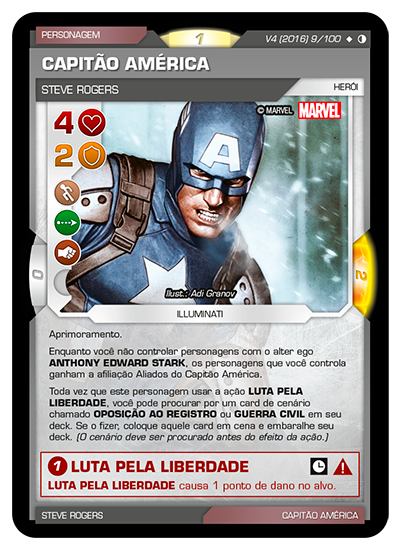 PERSONAGEM
1
V4 (2016) 9/100
CAPITÃO AMÉRICA
STEVE ROGERS
HERÓI
4
© MARVEL MARVEL
2
A
0
2
Ilust.: Adi Granov
ILLUMINATI
Aprimoramento.
Enquanto você não controlar personagens com o alter ego
ANTHONY EDWARD STARK, os personagens que você controla
ganham a afiliação Aliados do Capitão América.
Toda vez que este personagem usar a ação LUTA PELA
LIBERDADE, você pode procurar por um card de cenário
chamado OPOSIÇÃO AO REGISTRO ou GUERRA CIVIL em seu
deck. Se o fizer, coloque aquele card em cena e embaralhe seu
deck. (O cenário deve ser procurado antes do efeito da ação.)
1 LUTA PELA LIBERDADE
LUTA PELA LIBERDADE causa 1 ponto de dano no alvo.
STEVE ROGERS
CAPITÃO AMÉRICA